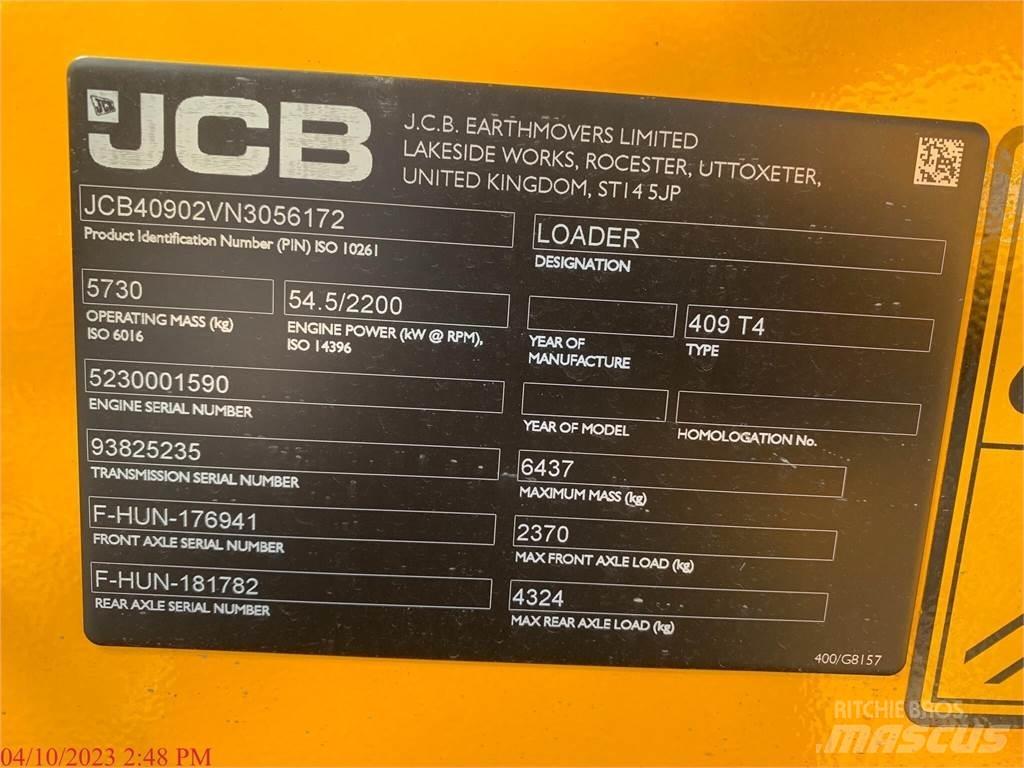 JCB
J.C.B. EARTHMOVERS LIMITED
LAKESIDE WORKS, ROCESTER, UTTOXETER,
UNITED KINGDOM, ST14 5JP
JCB40902VN3056172
Product Identification Number (PIN) ISO 10261
LOADER
DESIGNATION
5730
OPERATING MASS (kg)
ISO 6016
54.5/2200
ENGINE POWER (kW @ RPM),
ISO 14396
YEAR OF
MANUFACTURE
409 T4
TYPE
5230001590
ENGINE SERIAL NUMBER
YEAR OF MODEL
HOMOLOGATION No.
93825235
TRANSMISSION SERIAL NUMBER
6437
MAXIMUM MASS (kg)
F-HUN-176941
FRONT AXLE SERIAL NUMBER
2370
MAX FRONT AXLE LOAD (kg)
F-HUN-181782
REAR AXLE SERIAL NUMBER
4324
MAX REAR AXLE LOAD (kg)
400/G8157
RITCHIE BROS.
MASCUS
04/10/2023 2:48 PM